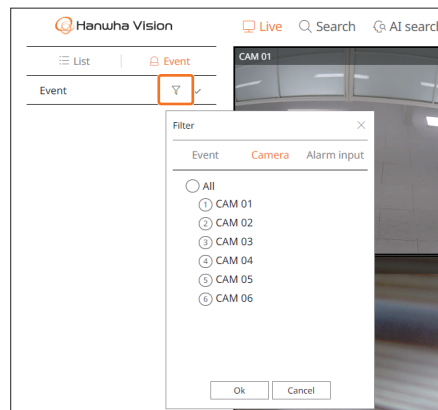 Hanwha Vision
Live Search AI search
List Event
CAM 01
Event
Filter
Event Camera Alarm input
All
1 CAM 01
2 CAM 02
3 CAM 03
4 CAM 04
5 CAM 05
6 CAM 06
Ok Cancel